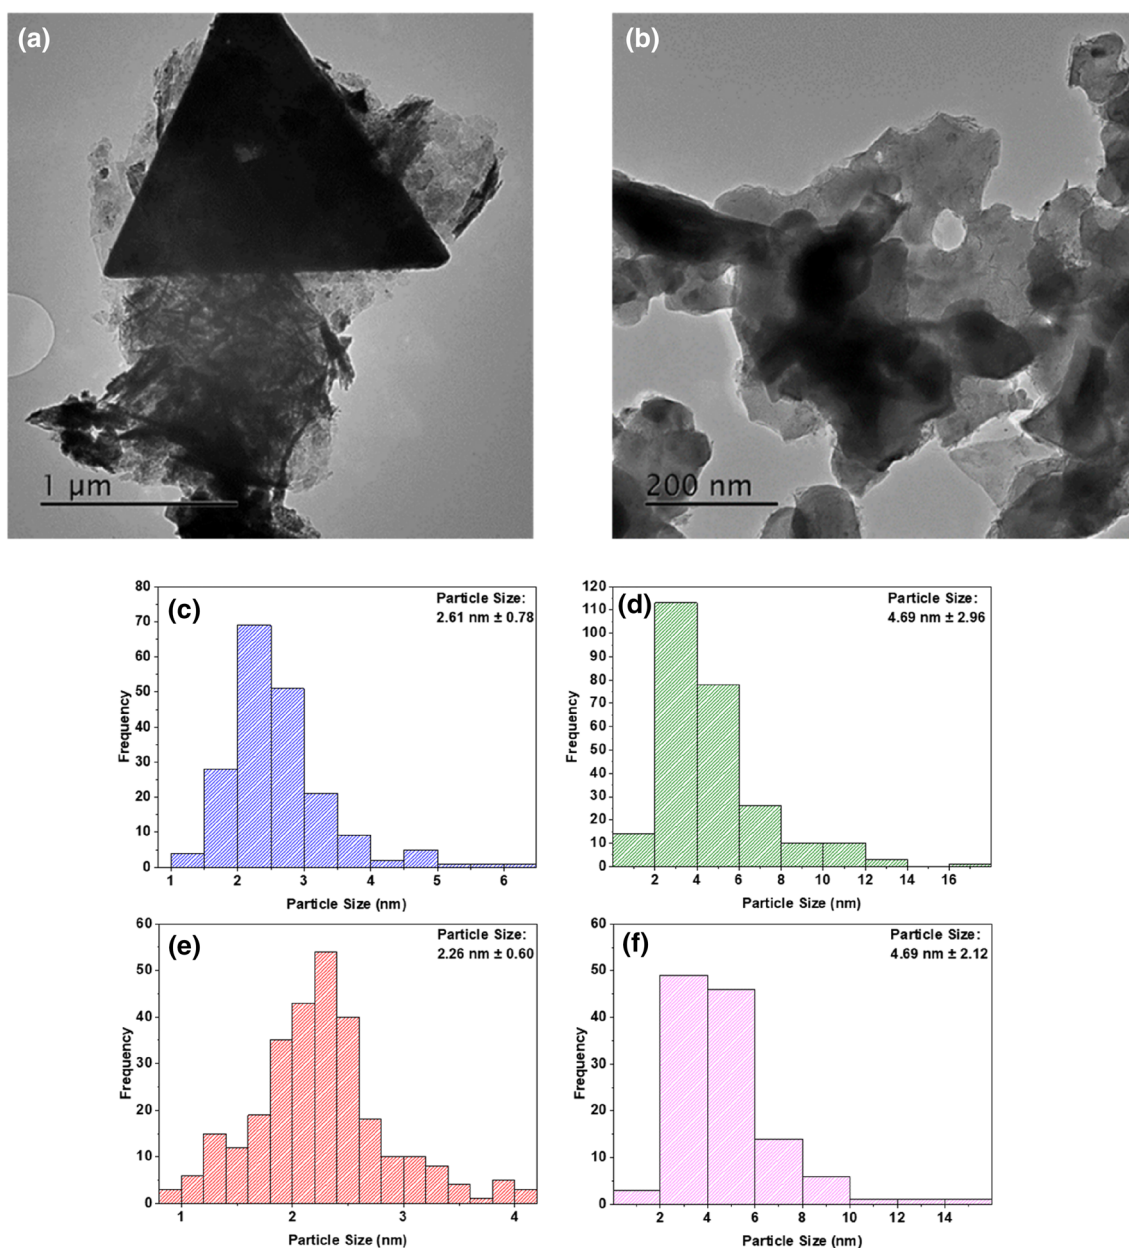 (a)
1 µm
(b)
200 nm
(c)
Particle Size:
2.61 nm ± 0.78
80
70
60
50
40
30
20
10
0
Frequency
1 2 3 4 5 6
Particle Size (nm)
(d)
Particle Size:
4.69 nm ± 2.96
120
110
100
90
80
70
60
50
40
30
20
10
0
Frequency
2 4 6 8 10 12 14 16
Particle Size (nm)
(e)
Particle Size:
2.26 nm ± 0.60
60
50
40
30
20
10
0
Frequency
1 2 3 4
Particle Size (nm)
(f)
Particle Size:
4.69 nm ± 2.12
60
50
40
30
20
10
0
Frequency
2 4 6 8 10 14
Particle Size (nm)